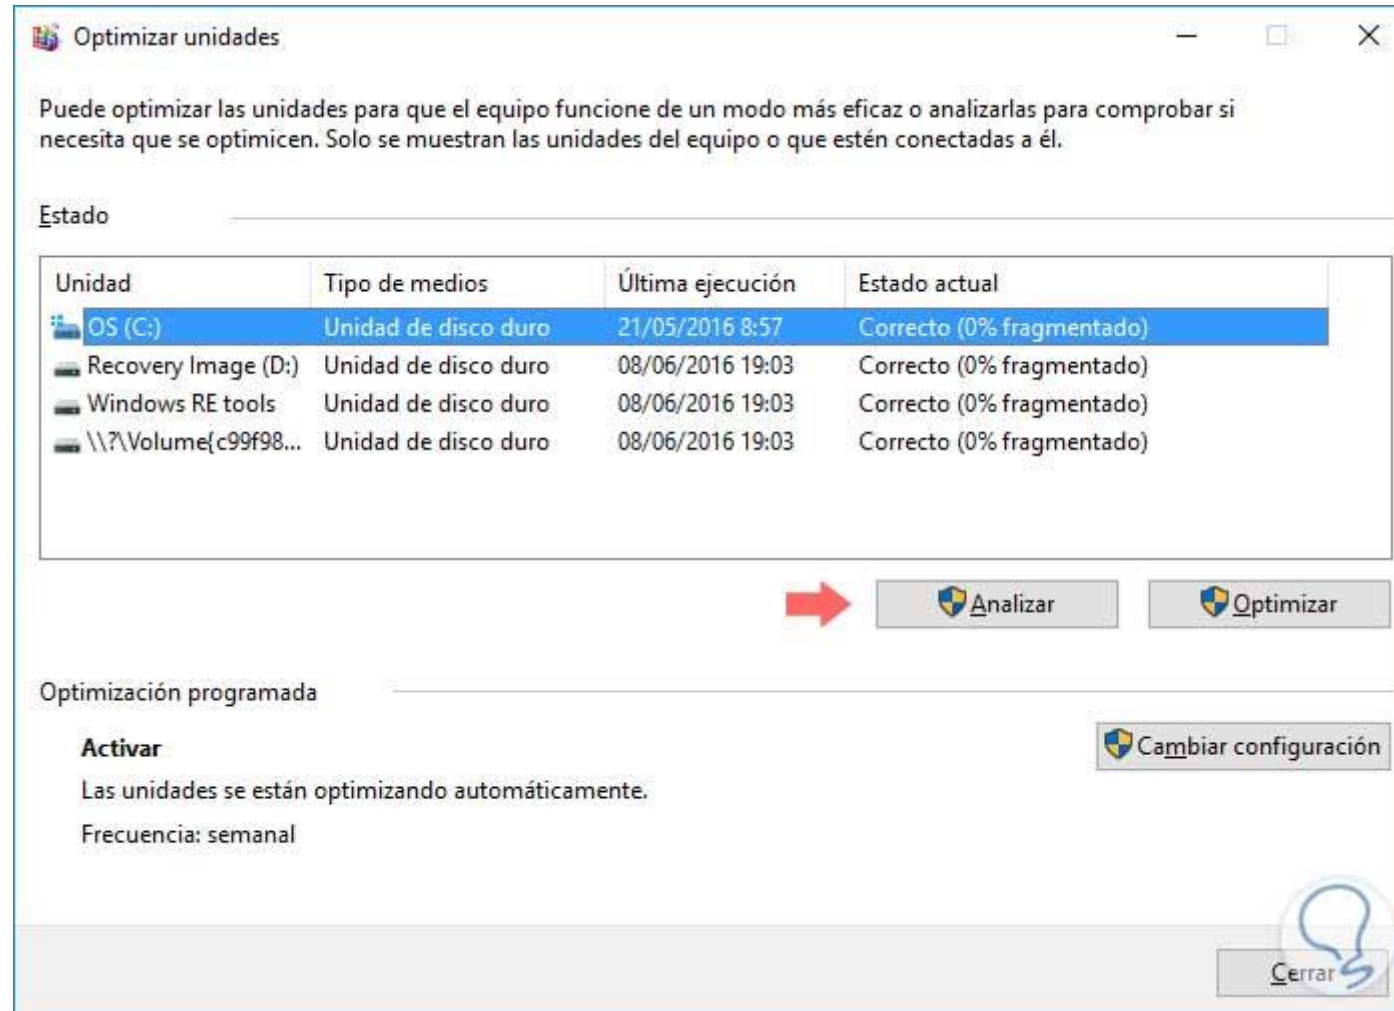 Optimizar unidades
Puede optimizar las unidades para que el equipo funcione de un modo más eficaz o analizarlas para comprobar si
necesita que se optimicen. Solo se muestran las unidades del equipo o que estén conectadas a él.
Estado
Unidad Tipo de medios Última ejecución Estado actual
OS (C:) Unidad de disco duro 21/05/2016 8:57 Correcto (0% fragmentado)
Recovery Image (D:) Unidad de disco duro 08/06/2016 19:03 Correcto (0% fragmentado)
Windows RE tools Unidad de disco duro 08/06/2016 19:03 Correcto (0% fragmentado)
\\?\Volume{c99f98... Unidad de disco duro 08/06/2016 19:03 Correcto (0% fragmentado)
Analizar Optimizar
Optimización programada
Activar Cambiar configuración
Las unidades se están optimizando automáticamente.
Frecuencia: semanal
Cerrar